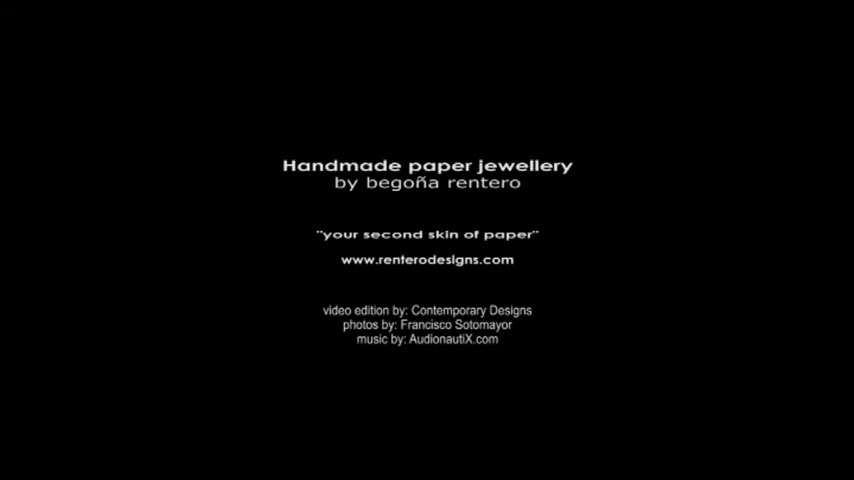 Handmade paper jewellery
by begoña rentero
"your second skin of paper"
www.renterodesigns.com
video edition by: Contemporary Designs
photos by: Francisco Sotomayor
music by: AudionautiX.com